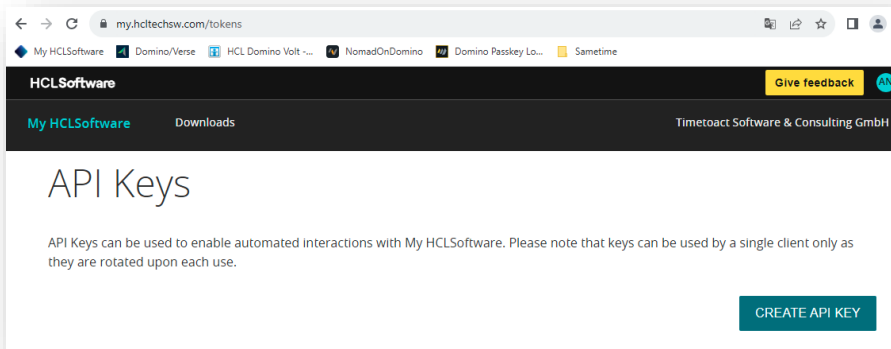 my.hcltechsw.com/tokens
My HCLSoftware Domino/Verse HCL Domino Volt -... NomadOnDomino Domino Passkey Lo... Sametime
HCLSoftware Give feedback AN
My HCLSoftware Downloads Timetoact Software & Consulting GmbH
API Keys
API Keys can be used to enable automated interactions with My HCLSoftware. Please note that keys can be used by a single client only as
they are rotated upon each use.
CREATE API KEY